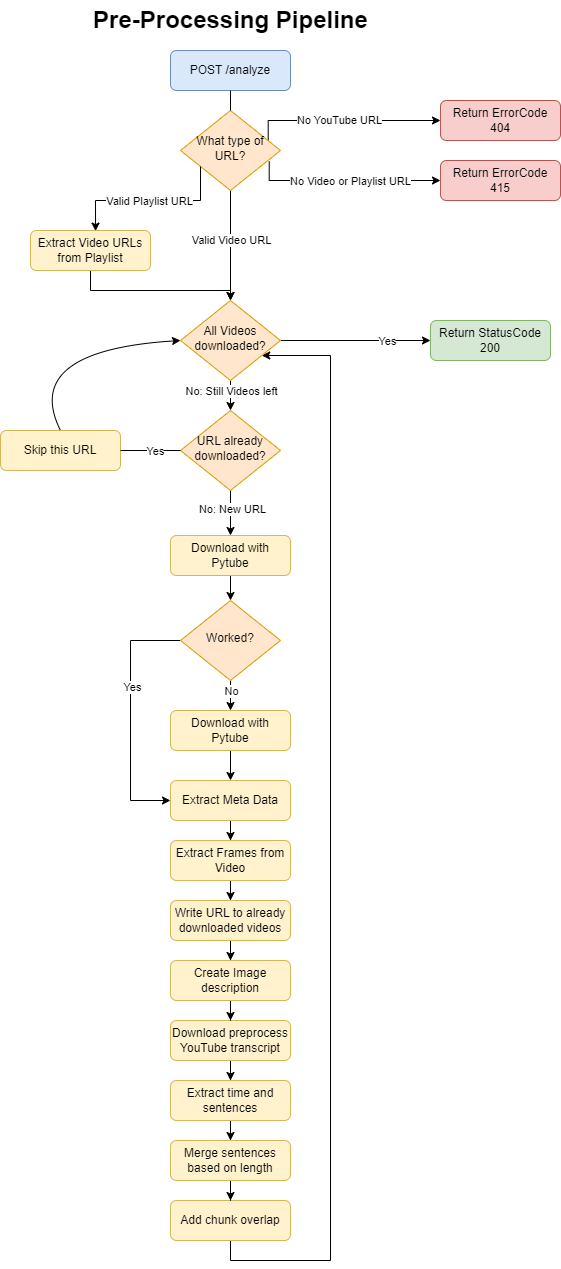 Pre-Processing Pipeline
POST /analyze
What type of
URL?
No YouTube URL
Return ErrorCode
404
No Video or Playlist URL
Return ErrorCode
415
Valid Playlist URL
Extract Video URLs
from Playlist
Valid Video URL
All Videos
downloaded?
Yes
Return StatusCode
200
No: Still Videos left
URL already
downloaded?
Yes
Skip this URL
No: New URL
Download with
Pytube
Worked?
Yes
No
Download with
Pytube
Extract Meta Data
Extract Frames from
Video
Write URL to already
downloaded videos
Create Image
description
Download preprocess
YouTube transcript
Extract time and
sentences
Merge sentences
based on length
Add chunk overlap